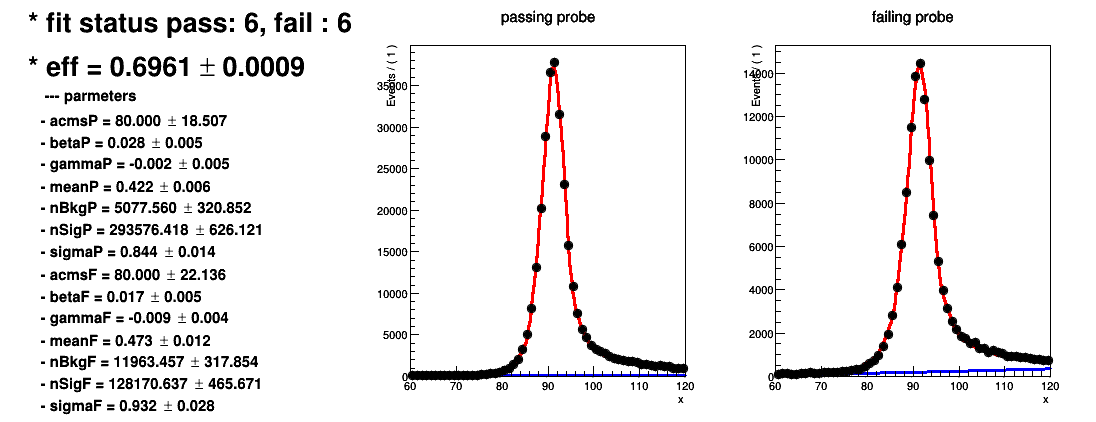 * fit status pass: 6, fail : 6
* eff = 0.6961 ± 0.0009
--- parmeters
- acmsP = 80.000 ± 18.507
- betaP = 0.028 ± 0.005
- gammaP = -0.002 ± 0.005
- meanP = 0.422 ± 0.006
- nBkgP = 5077.560 ± 320.852
- nSigP = 293576.418 ± 626.121
- sigmaP = 0.844 ± 0.014
- acmsF = 80.000 ± 22.136
- betaF = 0.017 ± 0.005
- gammaF = -0.009 ± 0.004
- meanF = 0.473 ± 0.012
- nBkgF = 11963.457 ± 317.854
- nSigF = 128170.637 ± 465.671
- sigmaF = 0.932 ± 0.028
passing probe
Events / ( 1 )
35000
30000
25000
20000
15000
10000
5000
0
60 70 80 90 100 110 120
x
failing probe
Events / ( 1 )
14000
12000
10000
8000
6000
4000
2000
0
60 70 80 90 100 110 120
x